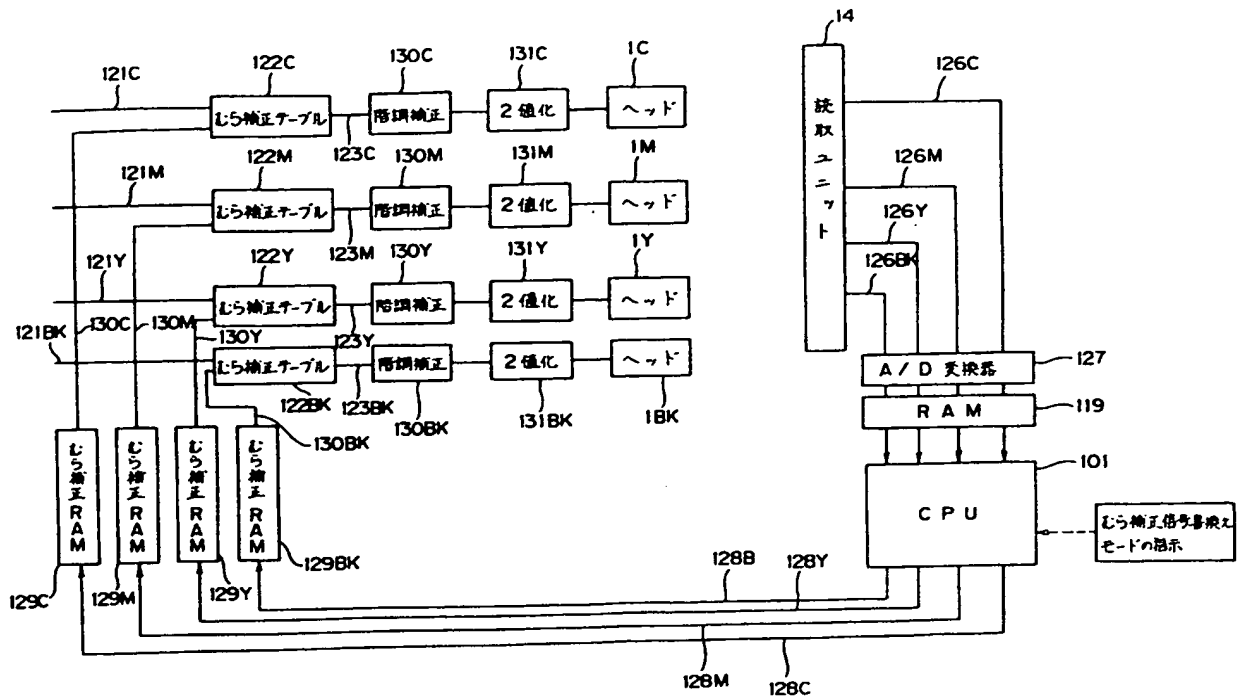 14
121C
122C
130C
131C
1C
126C
むら補正テーブル
階調補正
2値化
ヘッド
123C
読取ユニット
121M
122M
130M
131M
1M
126M
むら補正テーブル
階調補正
2値化
ヘッド
123M
126Y
121Y
122Y
130Y
131Y
1Y
126BK
むら補正テーブル
階調補正
2値化
ヘッド
123Y
121BK
130C
130M
130Y
むら補正テーブル
階調補正
2値化
ヘッド
122BK
123BK
130BK
131BK
1BK
A/D 変換器
127
RAM
119
130BK
むら補正RAM
むら補正RAM
むら補正RAM
むら補正RAM
101
CPU
むら補正信号書換え
モードの指示
129C
129M
129Y
129BK
128B
128Y
128M
128C